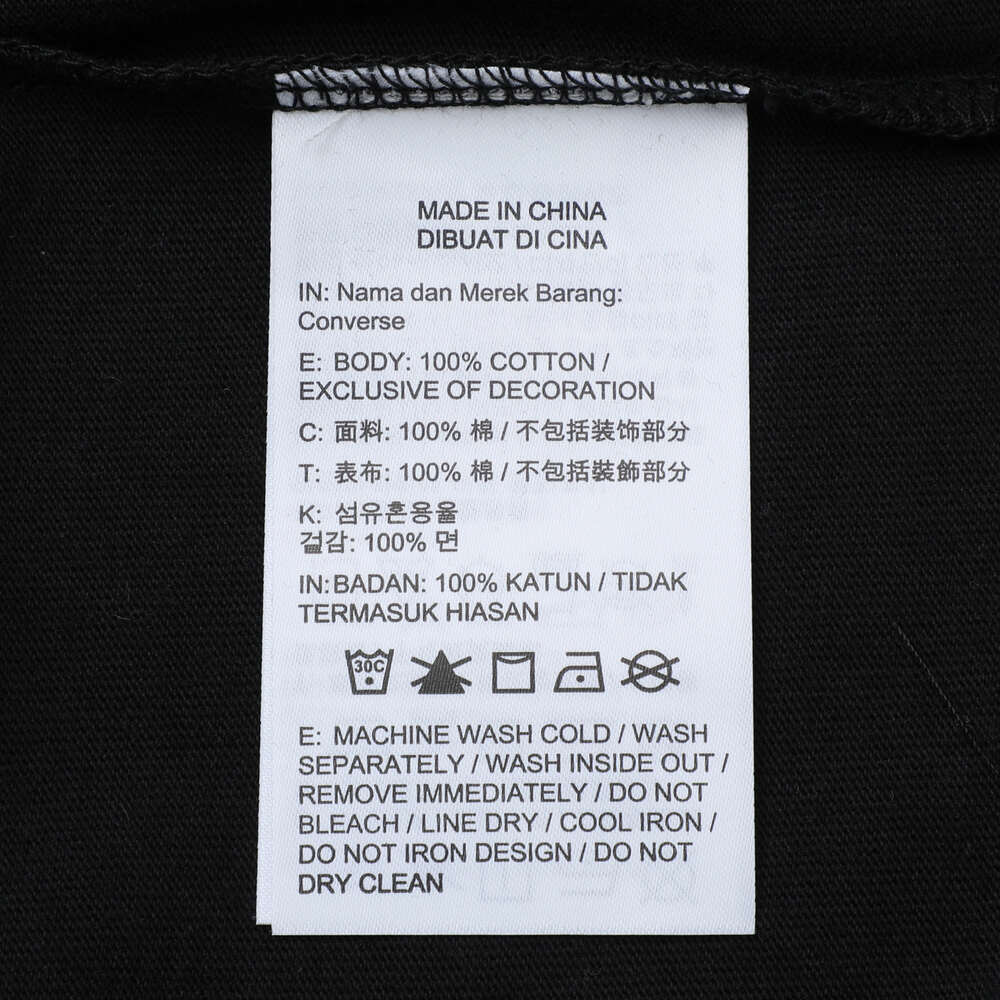 MADE IN CHINA
DIBUAT DI CINA
IN: Nama dan Merek Barang:
Converse
E: BODY: 100% COTTON /
EXCLUSIVE OF DECORATION
C: 面料: 100% 棉 / 不包括装饰部分
T: 表布: 100% 棉 / 不包括裝飾部分
K: 섬유혼용율
겉감: 100% 면
IN: BADAN: 100% KATUN / TIDAK
TERMASUK HIASAN
30C
E: MACHINE WASH COLD / WASH
SEPARATELY / WASH INSIDE OUT /
REMOVE IMMEDIATELY / DO NOT
BLEACH / LINE DRY / COOL IRON /
DO NOT IRON DESIGN / DO NOT
DRY CLEAN